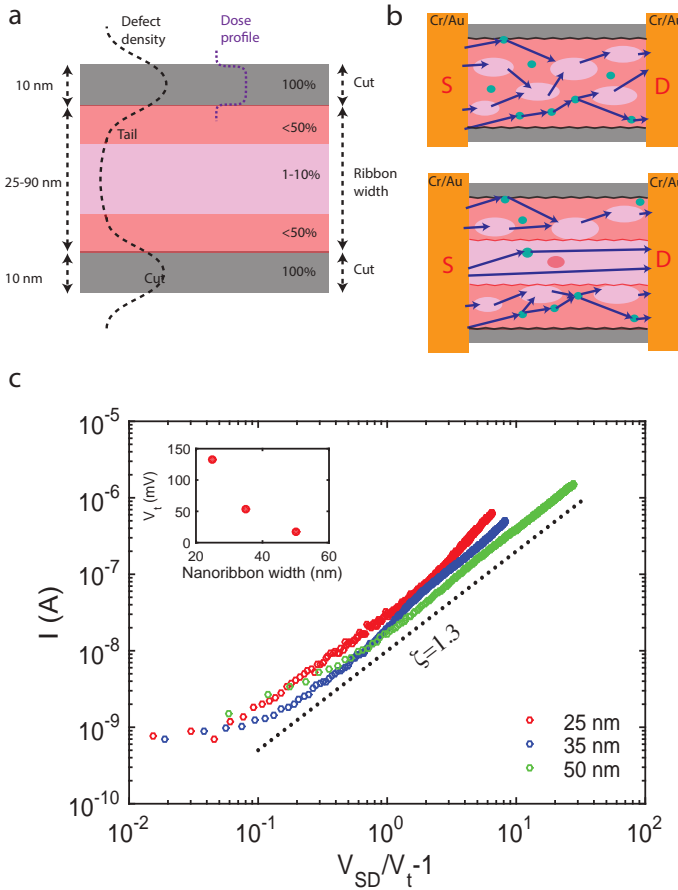 a
Defect
density
Dose
profile
10 nm
100%
Cut
Tail
<50%
25-90 nm
1-10%
Ribbon
width
<50%
10 nm
Cut
100%
Cut
b
Cr/Au
Cr/Au
S
D
Cr/Au
Cr/Au
S
D
c
10^-5
10^-6
10^-7
10^-8
10^-9
10^-10
I (A)
150
100
50
0
V_t (mV)
20
40
60
Nanoribbon width (nm)
ζ=1.3
25 nm
35 nm
50 nm
10^-2
10^-1
10^0
10^1
10^2
V_SD/V_t-1